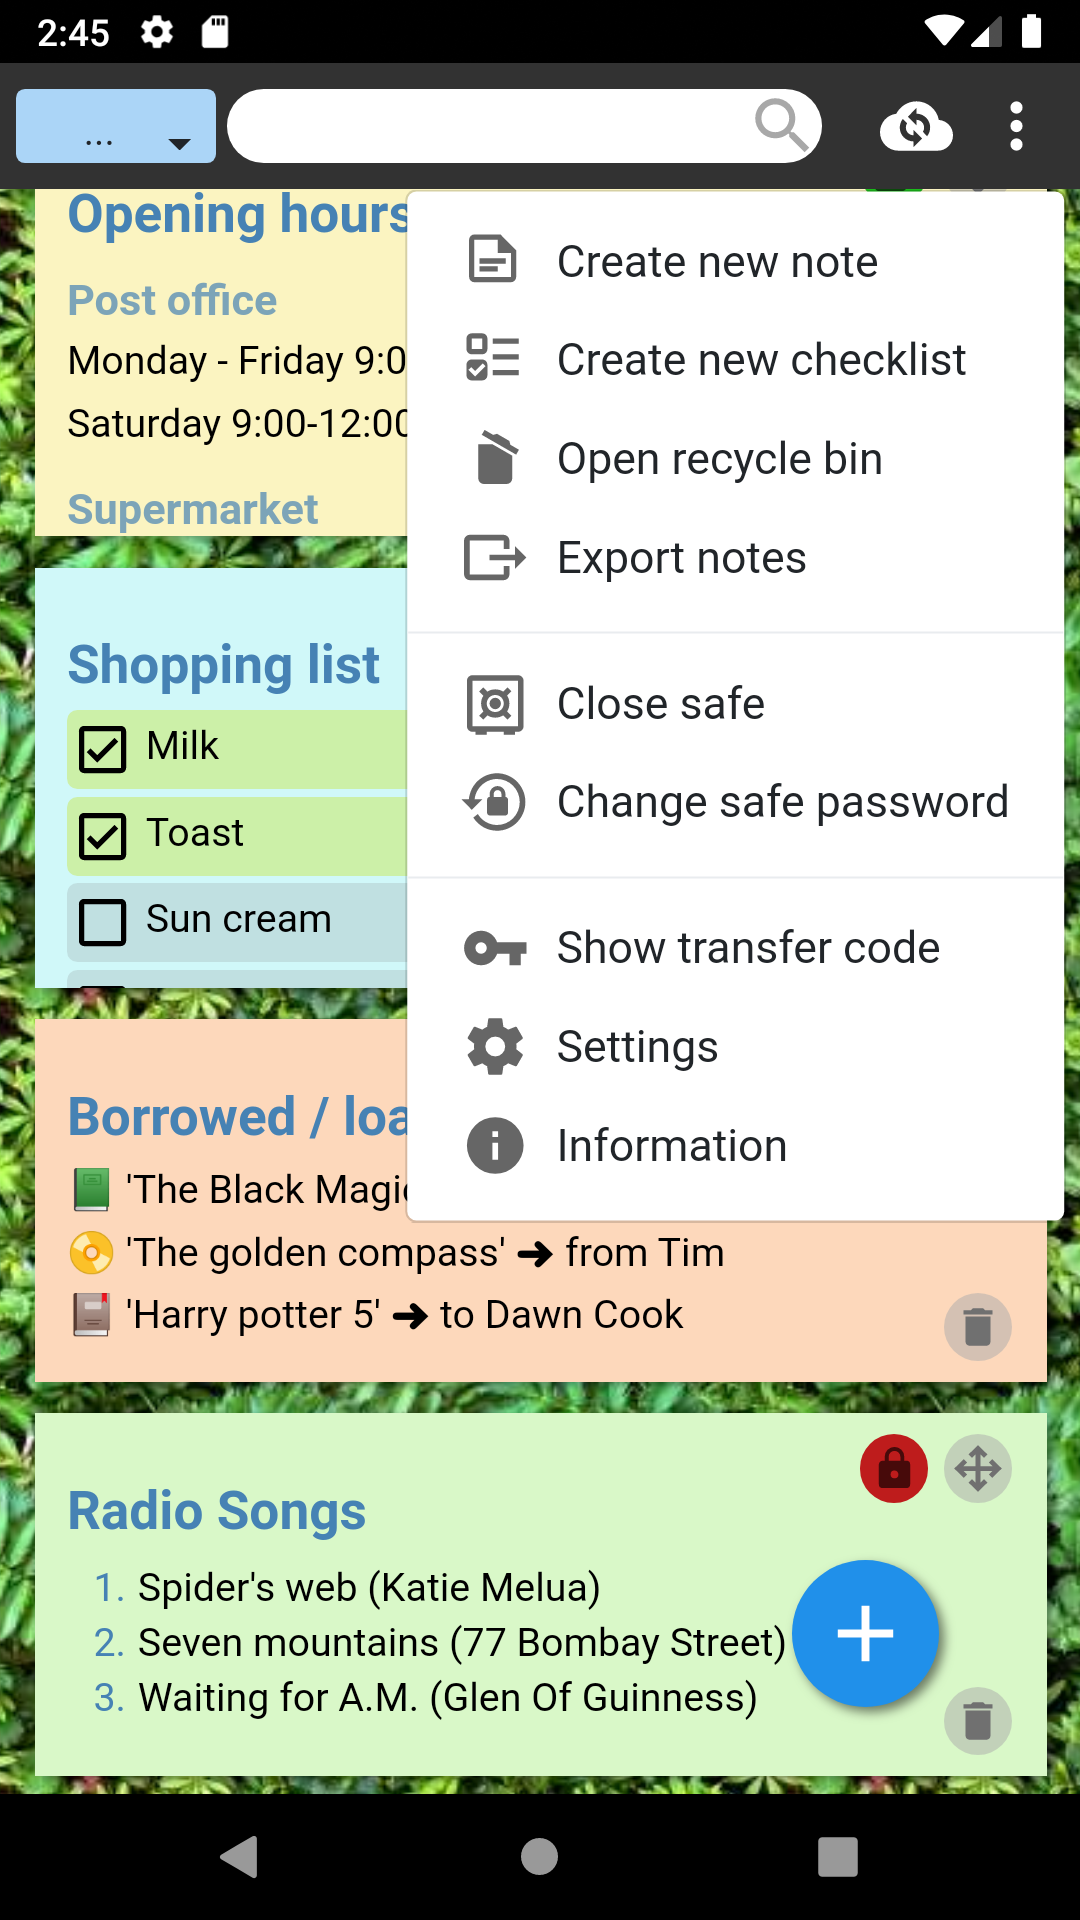 2:45
...
Opening hours
Post office
Monday - Friday 9:0
Saturday 9:00-12:00
Supermarket
Shopping list
Milk
Toast
Sun cream
Borrowed / loa
'The Black Magic
'The golden compass' ➜ from Tim
'Harry potter 5' ➜ to Dawn Cook
Radio Songs
1. Spider's web (Katie Melua)
2. Seven mountains (77 Bombay Street)
3. Waiting for A.M. (Glen Of Guinness)
Create new note
Create new checklist
Open recycle bin
Export notes
Close safe
Change safe password
Show transfer code
Settings
Information